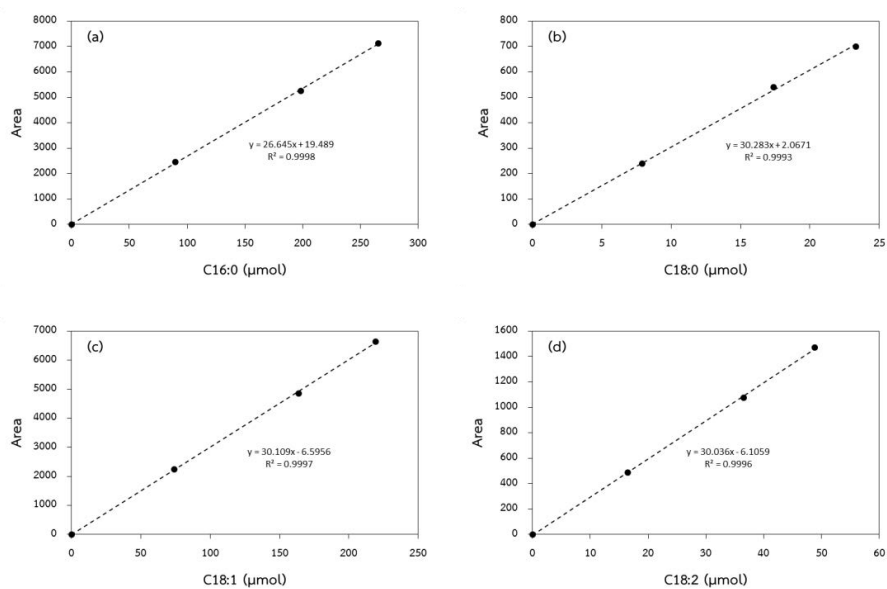 (a)
8000
7000
6000
5000
4000
3000
2000
1000
0
Area
y = 26.645x + 19.489
R² = 0.9998
0 50 100 150 200 250 300
C16:0 (µmol)
(b)
800
700
600
500
400
300
200
100
0
Area
y = 30.283x + 2.0671
R² = 0.9993
0 5 10 15 20 25
C18:0 (µmol)
(c)
7000
6000
5000
4000
3000
2000
1000
0
Area
y = 30.109x - 6.5956
R² = 0.9997
0 50 100 150 200 250
C18:1 (µmol)
(d)
1600
1400
1200
1000
800
600
400
200
0
Area
y = 30.036x - 6.1059
R² = 0.9996
0 10 20 30 40 50 60
C18:2 (µmol)